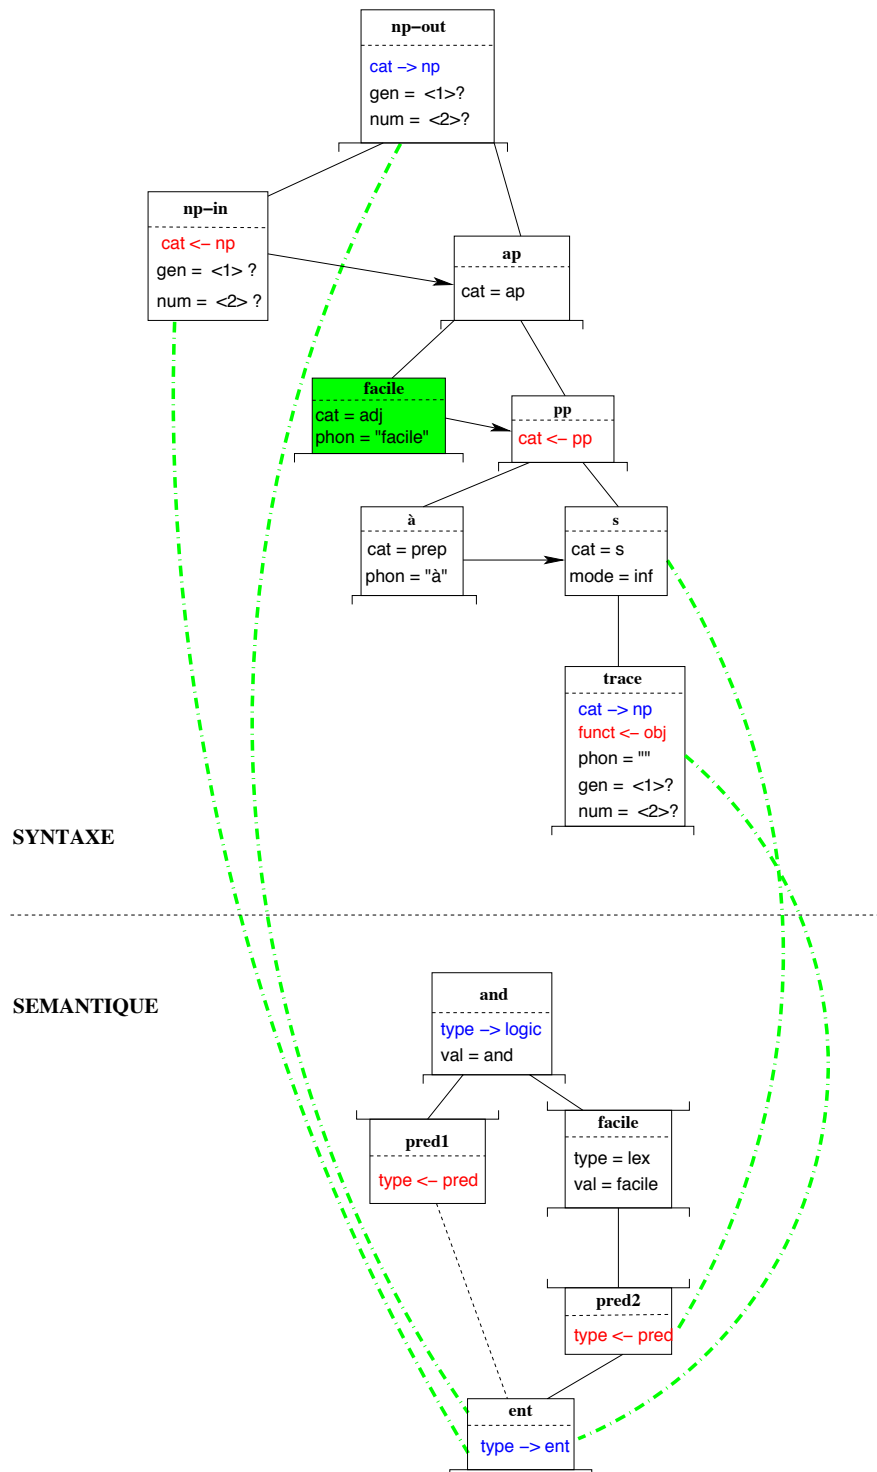 np–out
cat –> np
gen = <1>?
num = <2>?
np–in
cat <– np
gen = <1> ?
num = <2> ?
ap
cat = ap
facile
cat = adj
phon = "facile"
pp
cat <– pp
à
cat = prep
phon = "à"
s
cat = s
mode = inf
trace
cat –> np
funct <– obj
phon = ""
gen = <1>?
num = <2>?
SYNTAXE
SEMANTIQUE
and
type –> logic
val = and
pred1
type <– pred
facile
type = lex
val = facile
pred2
type <– pred
ent
type –> ent